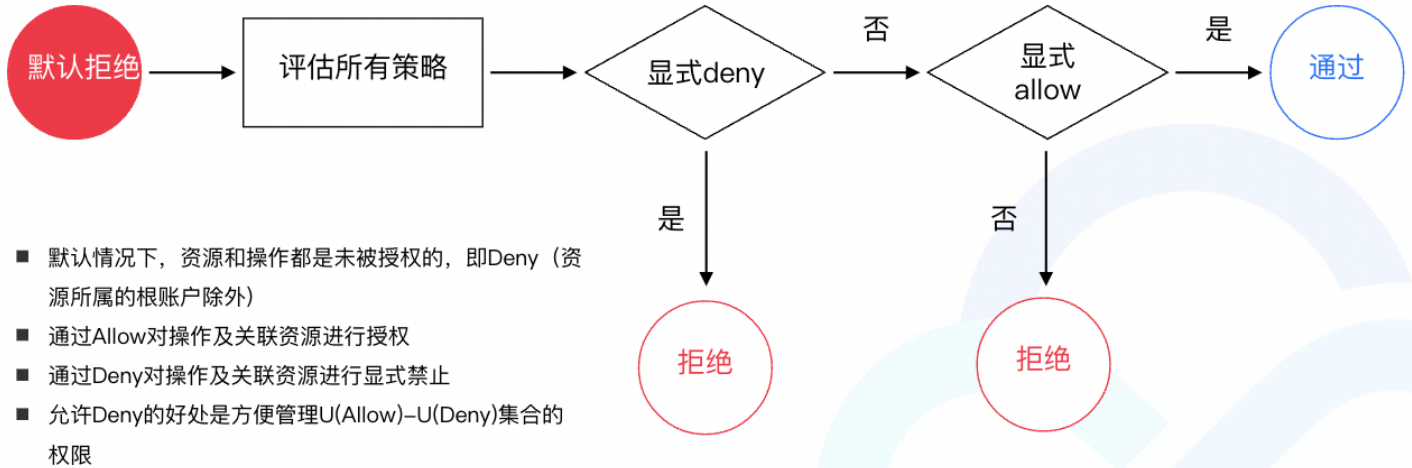 默认拒绝
评估所有策略
显式deny
否
显式
allow
是
通过
是
否
拒绝
拒绝
■ 默认情况下，资源和操作都是未被授权的，即Deny（资
源所属的根账户除外）
■ 通过Allow对操作及关联资源进行授权
■ 通过Deny对操作及关联资源进行显式禁止
■ 允许Deny的好处是方便管理U(Allow)–U(Deny)集合的
权限